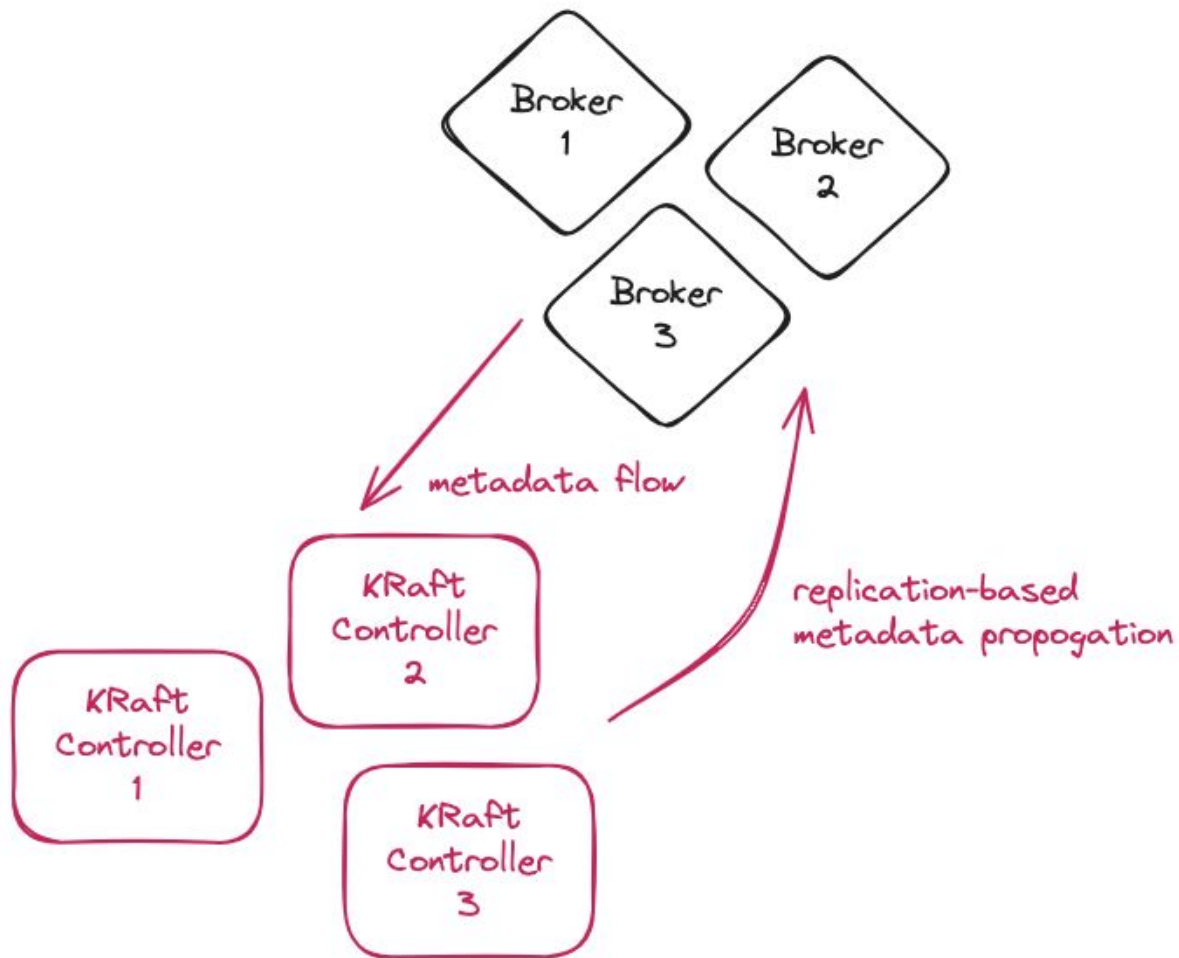 Broker
1
Broker
2
Broker
3
metadata flow
replication-based
metadata propogation
KRaft
Controller
2
KRaft
Controller
1
KRaft
Controller
3